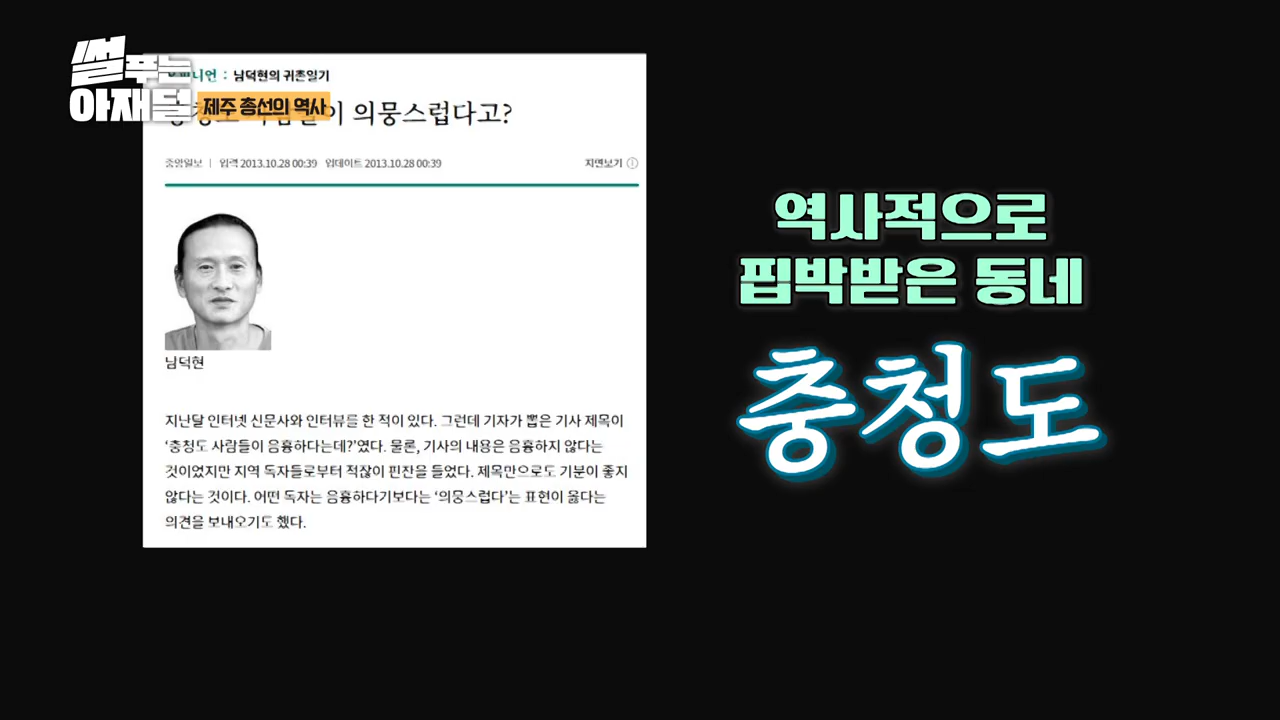 썰푸는
아재덜
제주 총선의 역사
니언 : 남덕현의 귀촌일기
이 의뭉스럽다고?
중앙일보 | 입력 2013.10.28 00:39 업데이트 2013.10.28 00:39
지면보기
남덕현
지난달 인터넷 신문사와 인터뷰를 한 적이 있다. 그런데 기자가 뽑은 기사 제목이
‘충청도 사람들이 음흉하다는데?’였다. 물론, 기사의 내용은 음흉하지 않다는
것이었지만 지역 독자들로부터 적잖이 핀잔을 들었다. 제목만으로도 기분이 좋지
않다는 것이다. 어떤 독자는 음흉하다기보다는 ‘의뭉스럽다’는 표현이 옳다는
의견을 보내오기도 했다.
역사적으로
핍박받은 동네
충청도